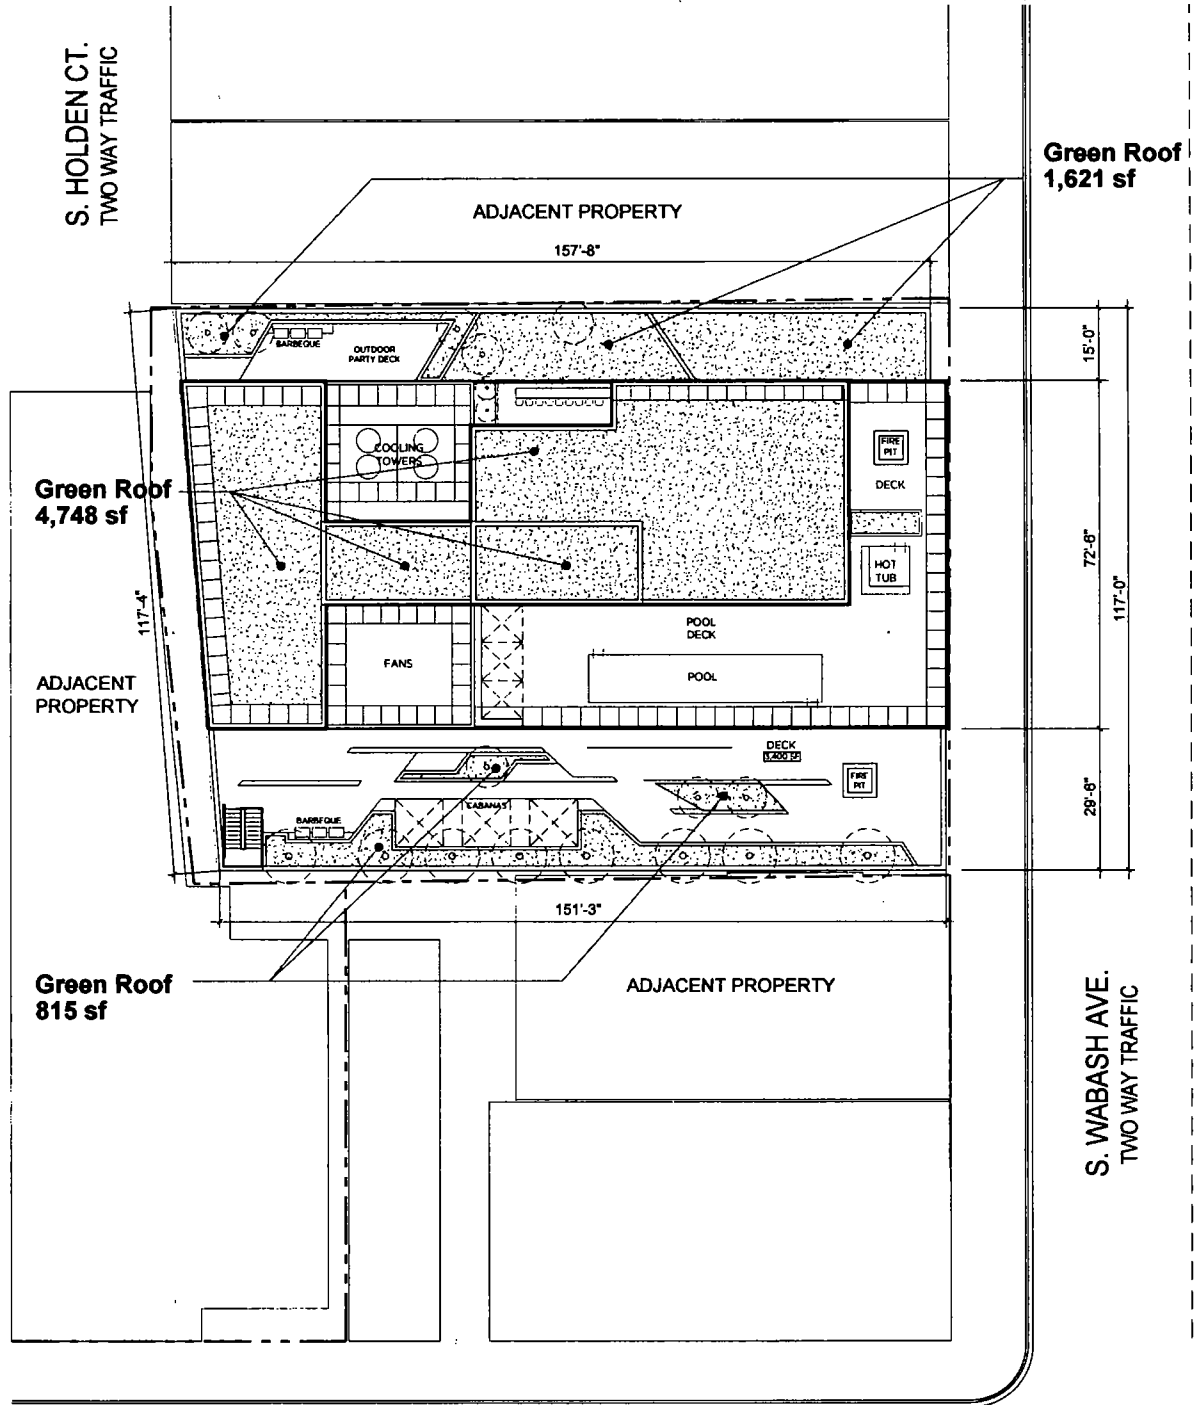 S. HOLDEN CT.
TWO WAY TRAFFIC
Green Roof
1,621 sf
ADJACENT PROPERTY
157'-8"
BARBEQUE
OUTDOOR
PARTY DECK
15'-0"
COOLING
TOWERS
FIRE
PIT
DECK
Green Roof
4,748 sf
HOT
TUB
72'-6"
117'-0"
117'-4"
POOL
DECK
FANS
POOL
ADJACENT
PROPERTY
DECK
3,400 SF
FIRE
PIT
CABANAS
BARBEQUE
29'-6"
151'-3"
Green Roof
815 sf
ADJACENT PROPERTY
S. WABASH AVE.
TWO WAY TRAFFIC